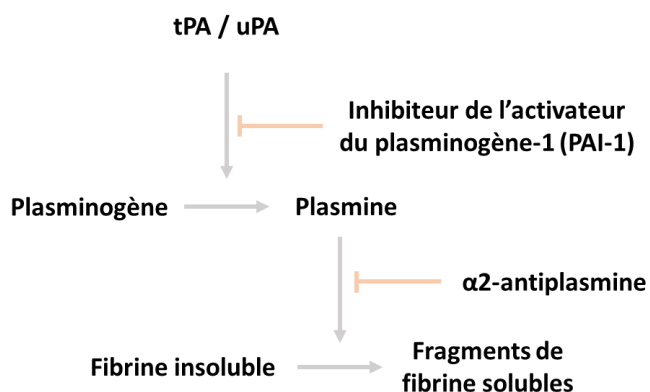 tPA / uPA
Inhibiteur de l’activateur
du plasminogène-1 (PAI-1)
Plasminogène
Plasmine
α2-antiplasmine
Fibrine insoluble
Fragments de
fibrine solubles